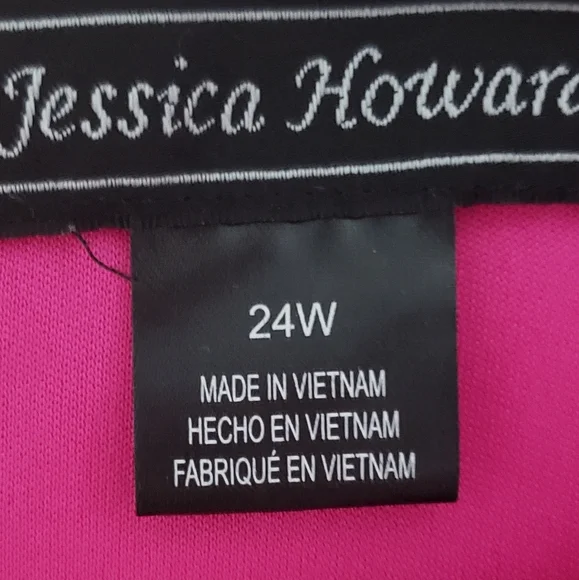 Jessica Howard
24W
MADE IN VIETNAM
HECHO EN VIETNAM
FABRIQUÉ EN VIETNAM